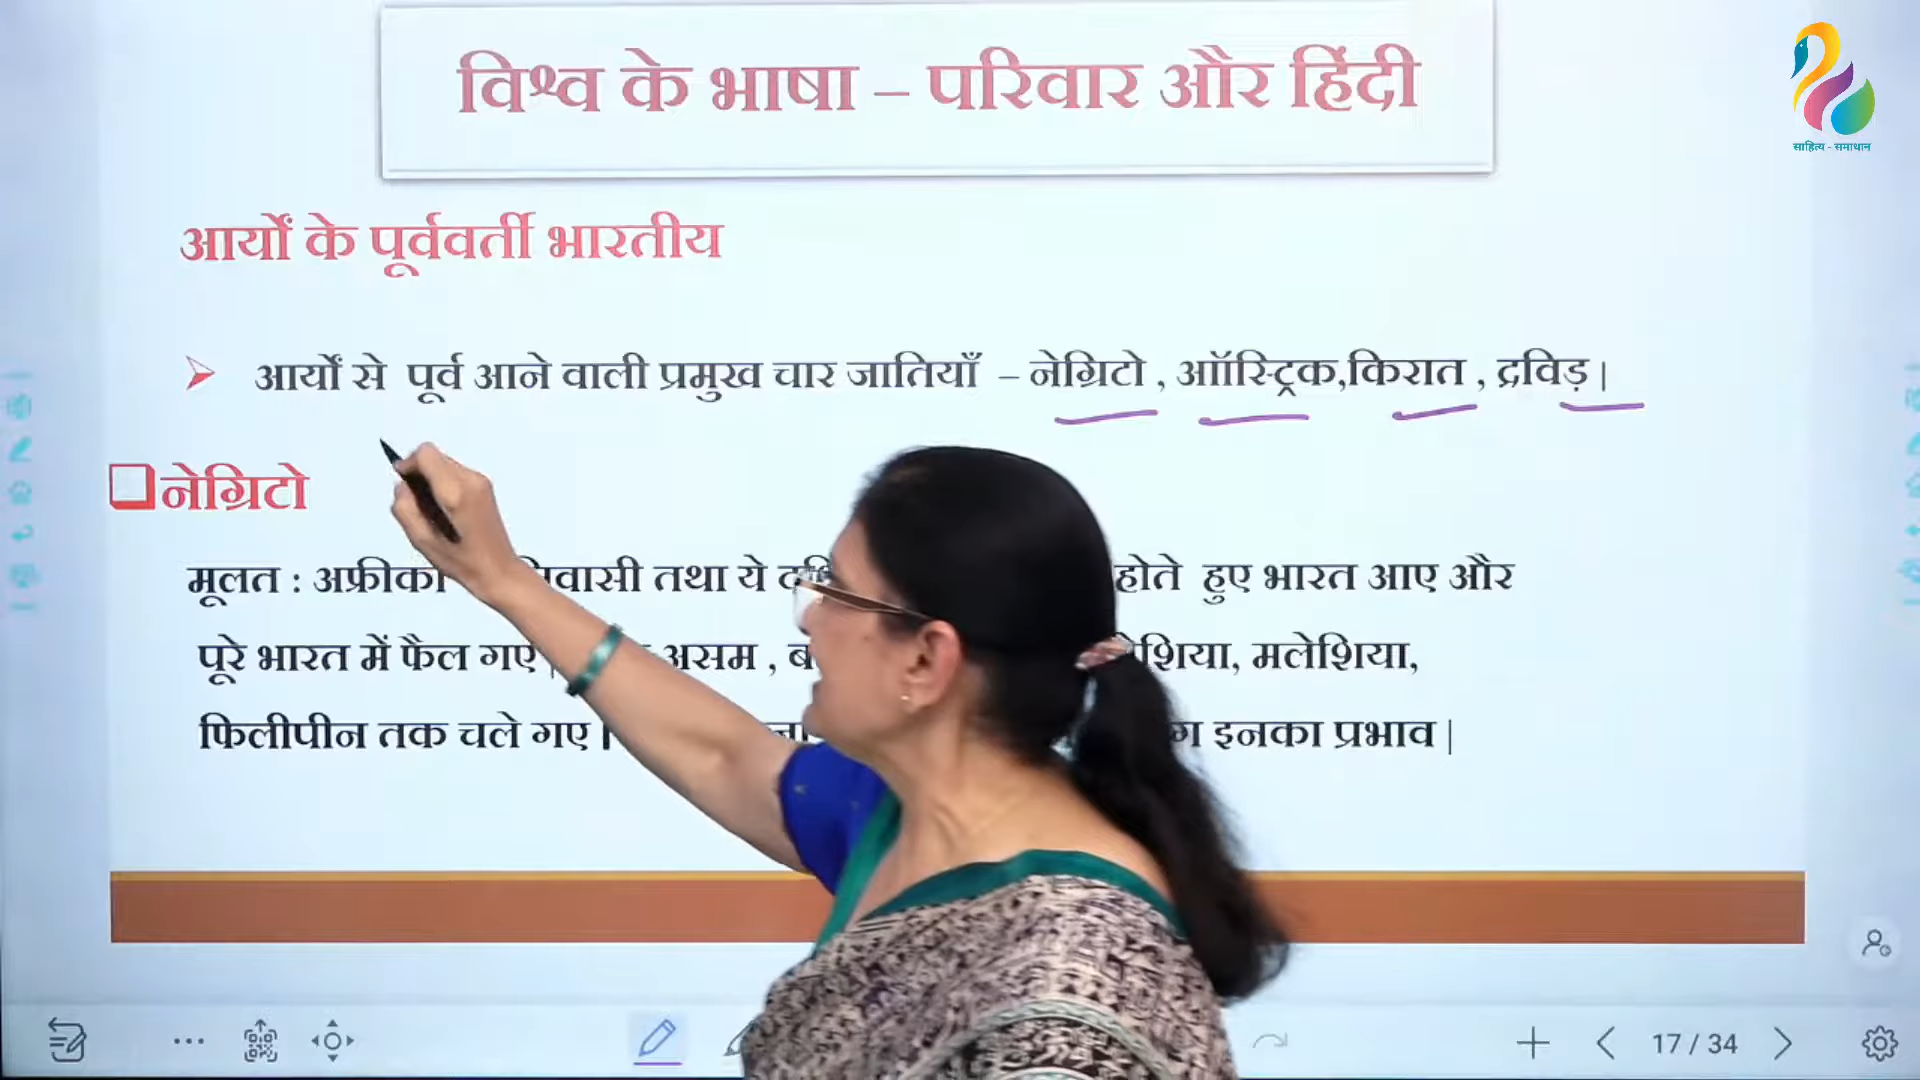 विश्व के भाषा – परिवार और हिंदी
साहित्य - समाधान
आर्यों के पूर्ववर्ती भारतीय
आर्यों से पूर्व आने वाली प्रमुख चार जातियाँ – नेग्रिटो , ऑस्ट्रिक,किरात , द्रविड़ |
नेग्रिटो
मूलत : अफ्रीका तथा ये होते हुए भारत आए और
पूरे भारत में फैल गए | असम , मलेशिया,
फिलीपीन तक चले गए | इनका प्रभाव |
17 / 34